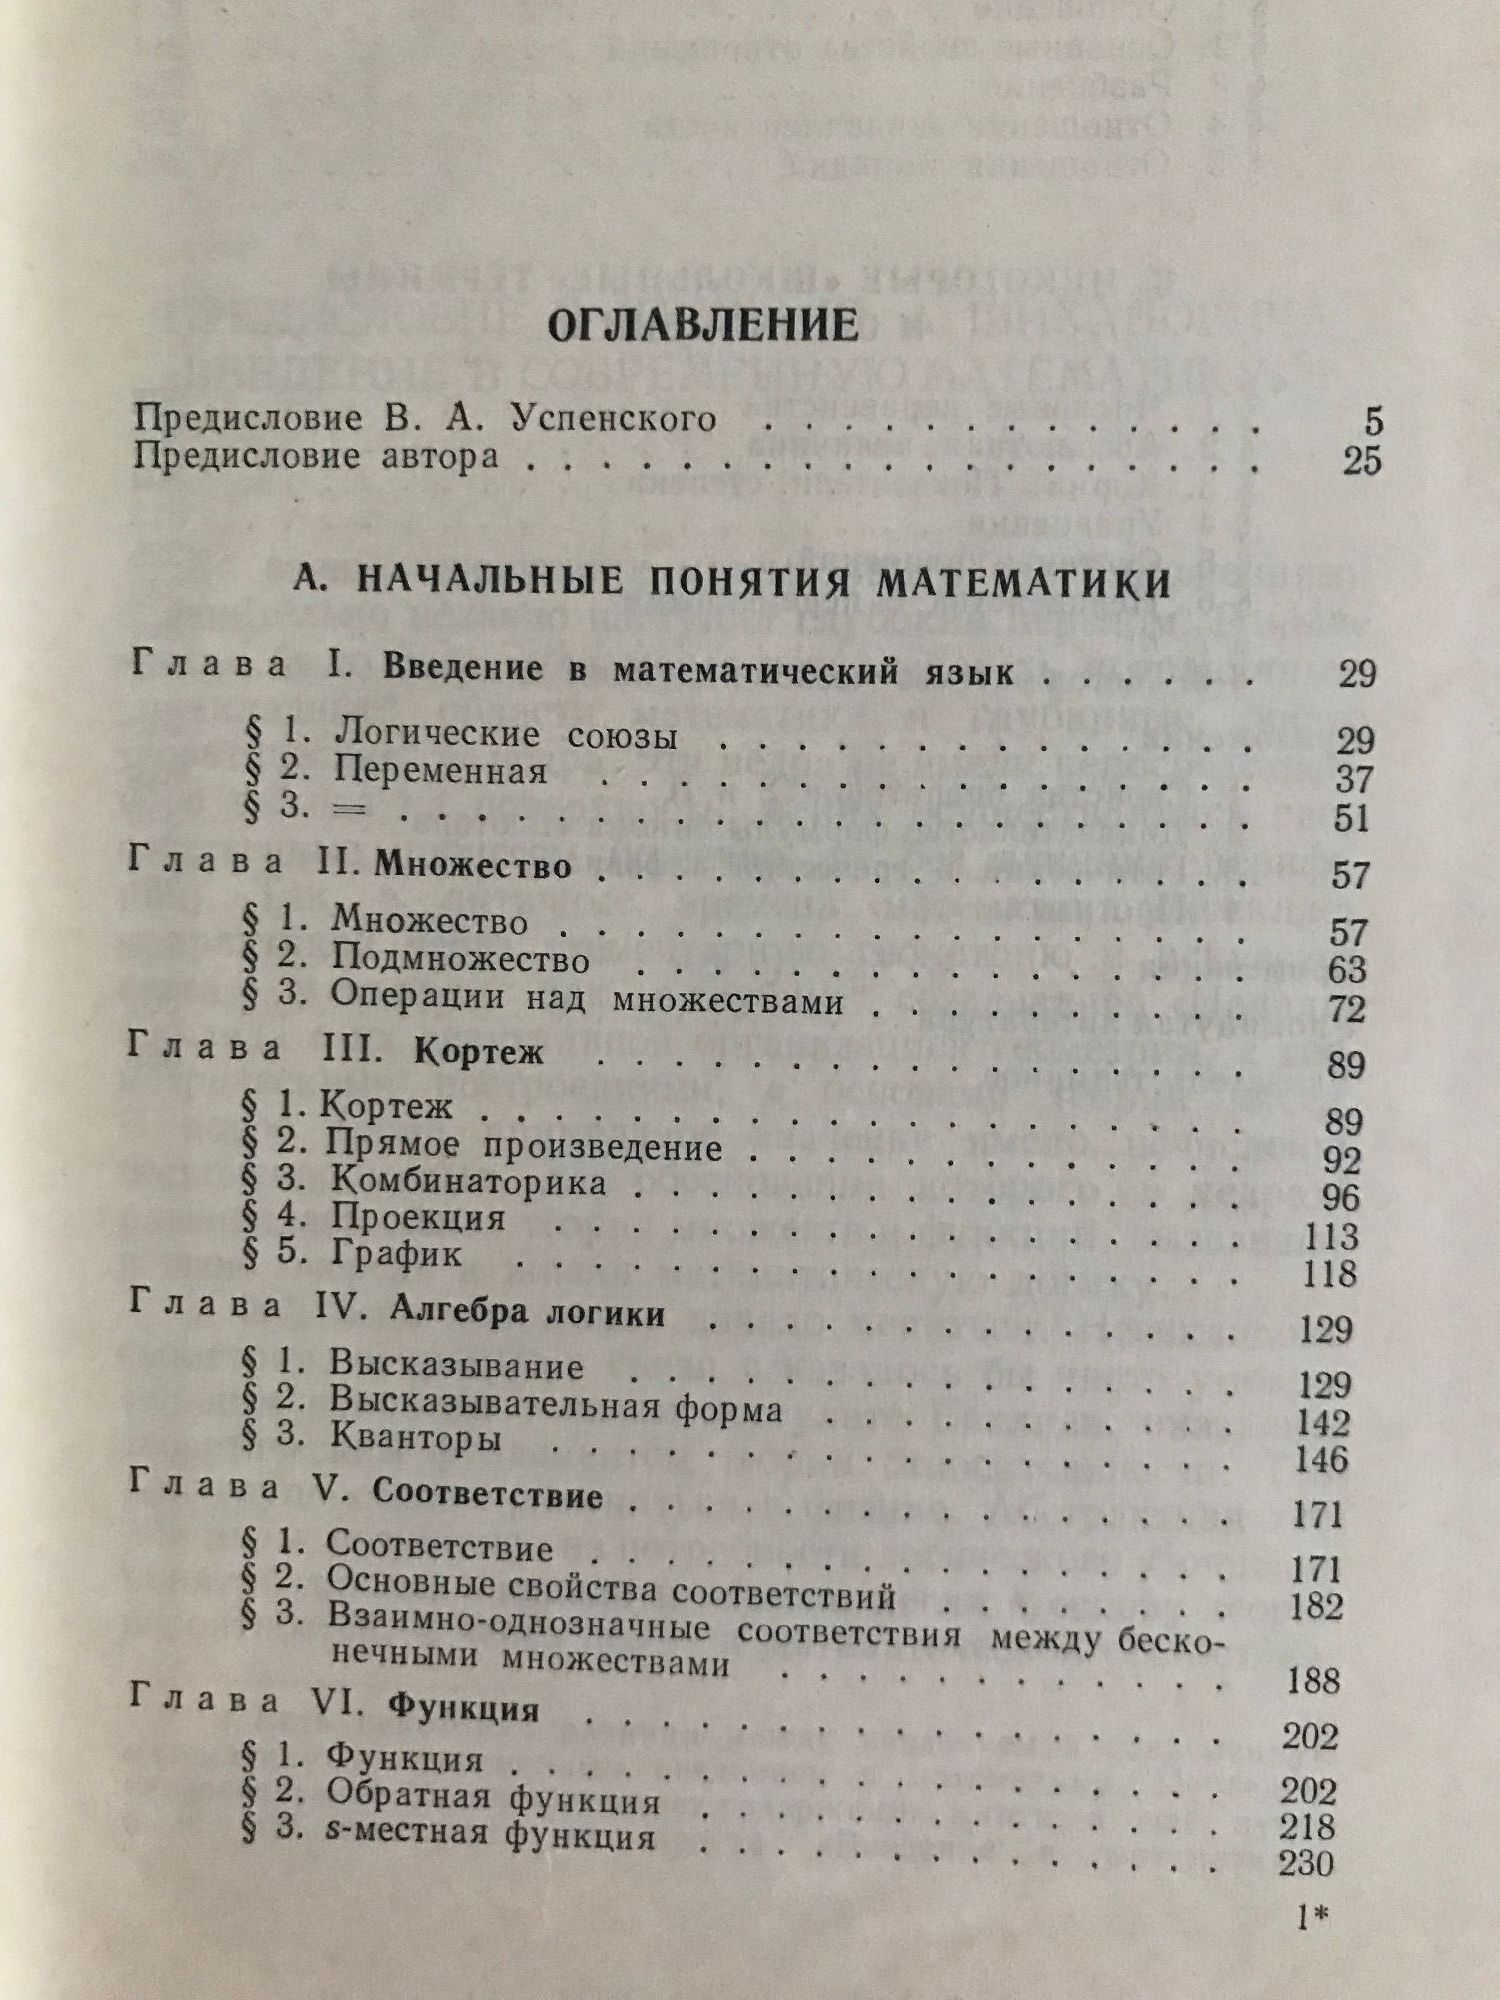 ОГЛАВЛЕНИЕ
Предисловие В. А. Успенского . . . . . . . . . . . . . 5
Предисловие автора . . . . . . . . . . . . . . . . . . . 25
А. НАЧАЛЬНЫЕ ПОНЯТИЯ МАТЕМАТИКИ
Глава I. Введение в математический язык . . . . . . 29
§ 1. Логические союзы . . . . . . . . . . . . . . 29
§ 2. Переменная . . . . . . . . . . . . . . . . . 37
§ 3. = . . . . . . . . . . . . . . . . . . . . . . 51
Глава II. Множество . . . . . . . . . . . . . . . . . 57
§ 1. Множество . . . . . . . . . . . . . . . . . . 57
§ 2. Подмножество . . . . . . . . . . . . . . . . 63
§ 3. Операции над множествами . . . . . . . . . . 72
Глава III. Кортеж . . . . . . . . . . . . . . . . . 89
§ 1. Кортеж . . . . . . . . . . . . . . . . . . . . 89
§ 2. Прямое произведение . . . . . . . . . . . . . 92
§ 3. Комбинаторика . . . . . . . . . . . . . . . . 96
§ 4. Проекция . . . . . . . . . . . . . . . . . . 113
§ 5. График . . . . . . . . . . . . . . . . . . . 118
Глава IV. Алгебра логики . . . . . . . . . . . . . . 129
§ 1. Высказывание . . . . . . . . . . . . . . . . 129
§ 2. Высказывательная форма . . . . . . . . . . . 142
§ 3. Кванторы . . . . . . . . . . . . . . . . . . 146
Глава V. Соответствие . . . . . . . . . . . . . . . . 171
§ 1. Соответствие . . . . . . . . . . . . . . . . . 171
§ 2. Основные свойства соответствий . . . . . . . . 182
§ 3. Взаимно-однозначные соответствия между беско-
нечными множествами . . . . . . . . . . . . 188
Глава VI. Функция . . . . . . . . . . . . . . . . . 202
§ 1. Функция . . . . . . . . . . . . . . . . . . . 202
§ 2. Обратная функция . . . . . . . . . . . . . . 218
§ 3. s-местная функция . . . . . . . . . . . . . . 230
1*